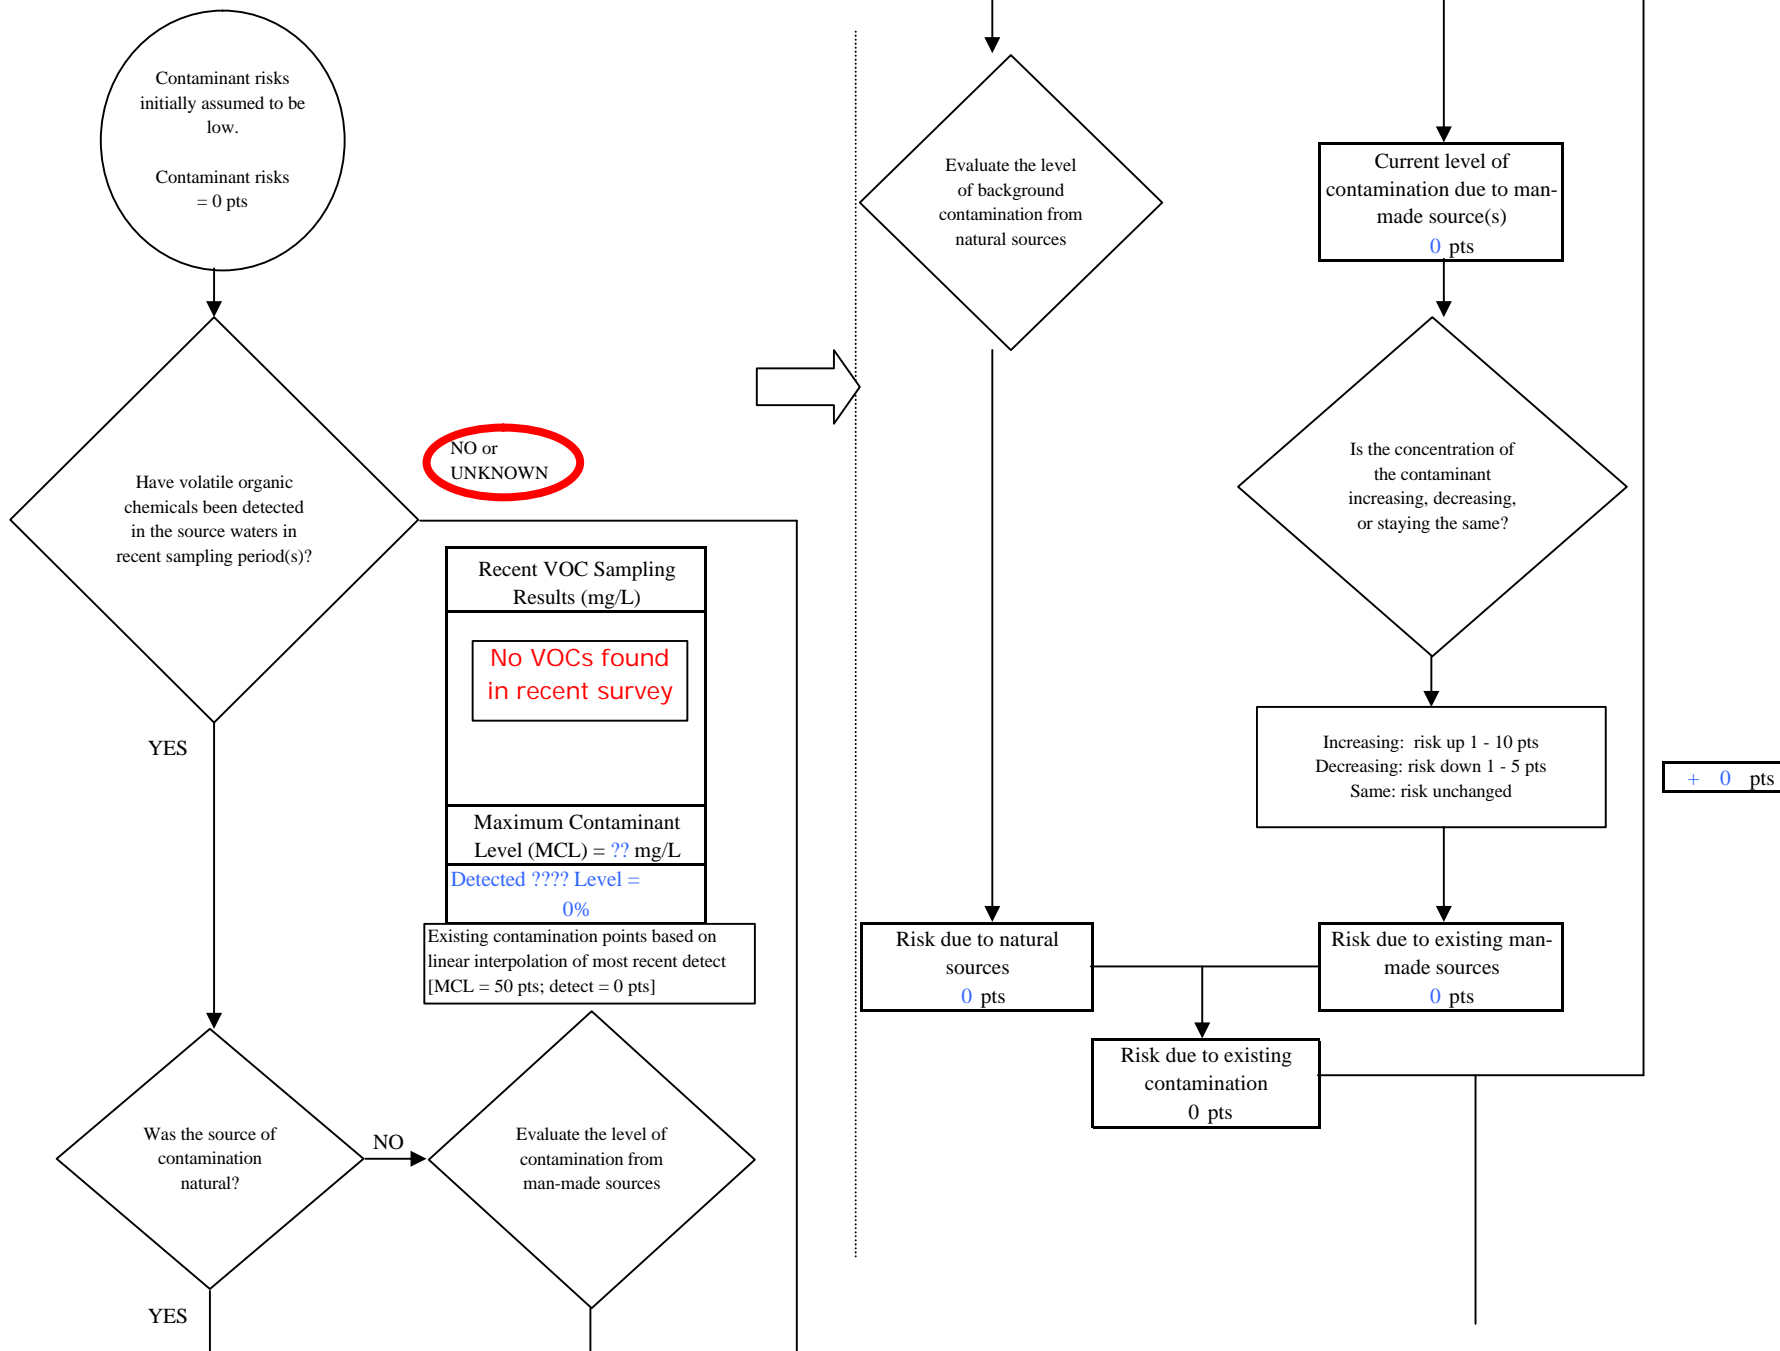 Contaminant risks
initially assumed to be
low.
Contaminant risks
= 0 pts
Have volatile organic
chemicals been detected
in the source waters in
recent sampling period(s)?
NO or
UNKNOWN
YES
Recent VOC Sampling
Results (mg/L)
No VOCs found
in recent survey
Maximum Contaminant
Level (MCL) = ?? mg/L
Detected ???? Level =
0%
Existing contamination points based on
linear interpolation of most recent detect
[MCL = 50 pts; detect = 0 pts]
Was the source of
contamination
natural?
NO
Evaluate the level of
contamination from
man-made sources
YES
Evaluate the level
of background
contamination from
natural sources
Current level of
contamination due to man-
made source(s)
0 pts
Is the concentration of
the contaminant
increasing, decreasing,
or staying the same?
Increasing: risk up 1 - 10 pts
Decreasing: risk down 1 - 5 pts
Same: risk unchanged
+ 0 pts
Risk due to natural
sources
0 pts
Risk due to existing man-
made sources
0 pts
Risk due to existing
contamination
0 pts